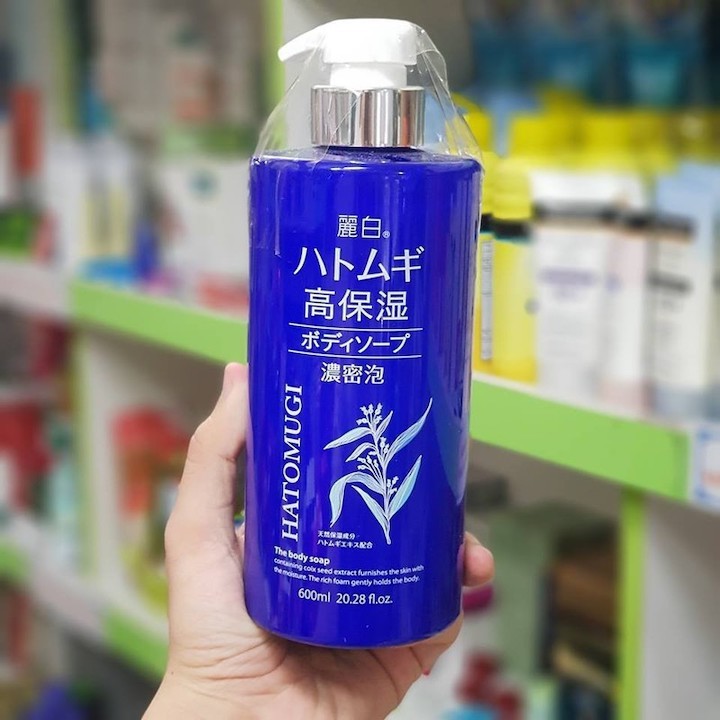 麗白®
ハトムギ
高保湿
ボディソープ
濃密泡
HATOMUGI
天然保湿成分
ハトムギエキス配合
The body soap
containing coix seed extract furnishes the skin with
the moisture. The rich foam gently holds the body.
600ml 20.28 fl.oz.